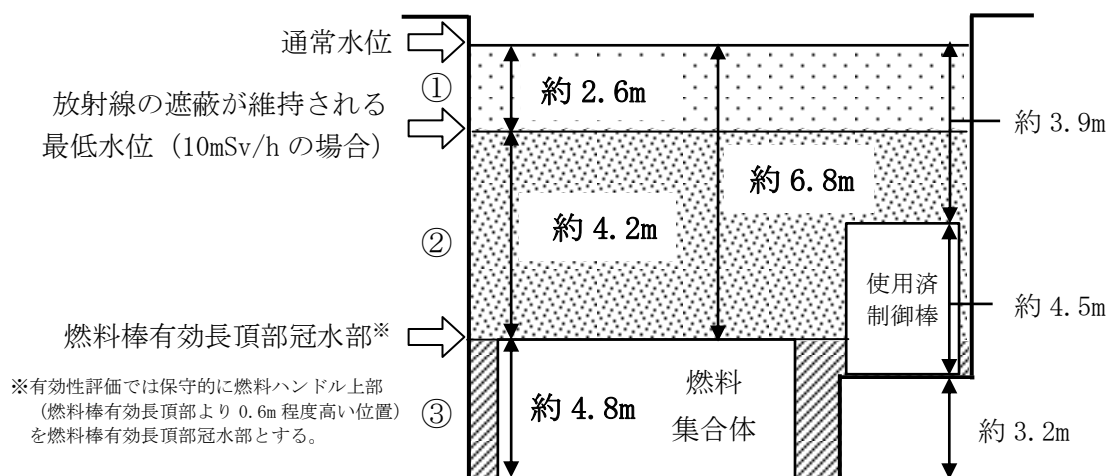 通常水位
①
放射線の遮蔽が維持される
最低水位（10mSv/h の場合）
②
燃料棒有効長頂部冠水部※
※有効性評価では保守的に燃料ハンドル上部
（燃料棒有効長頂部より 0.6m 程度高い位置）
を燃料棒有効長頂部冠水部とする。
③
約 2.6m
約 4.2m
約 6.8m
約 4.8m
燃料
集合体
使用済
制御棒
約 3.9m
約 4.5m
約 3.2m